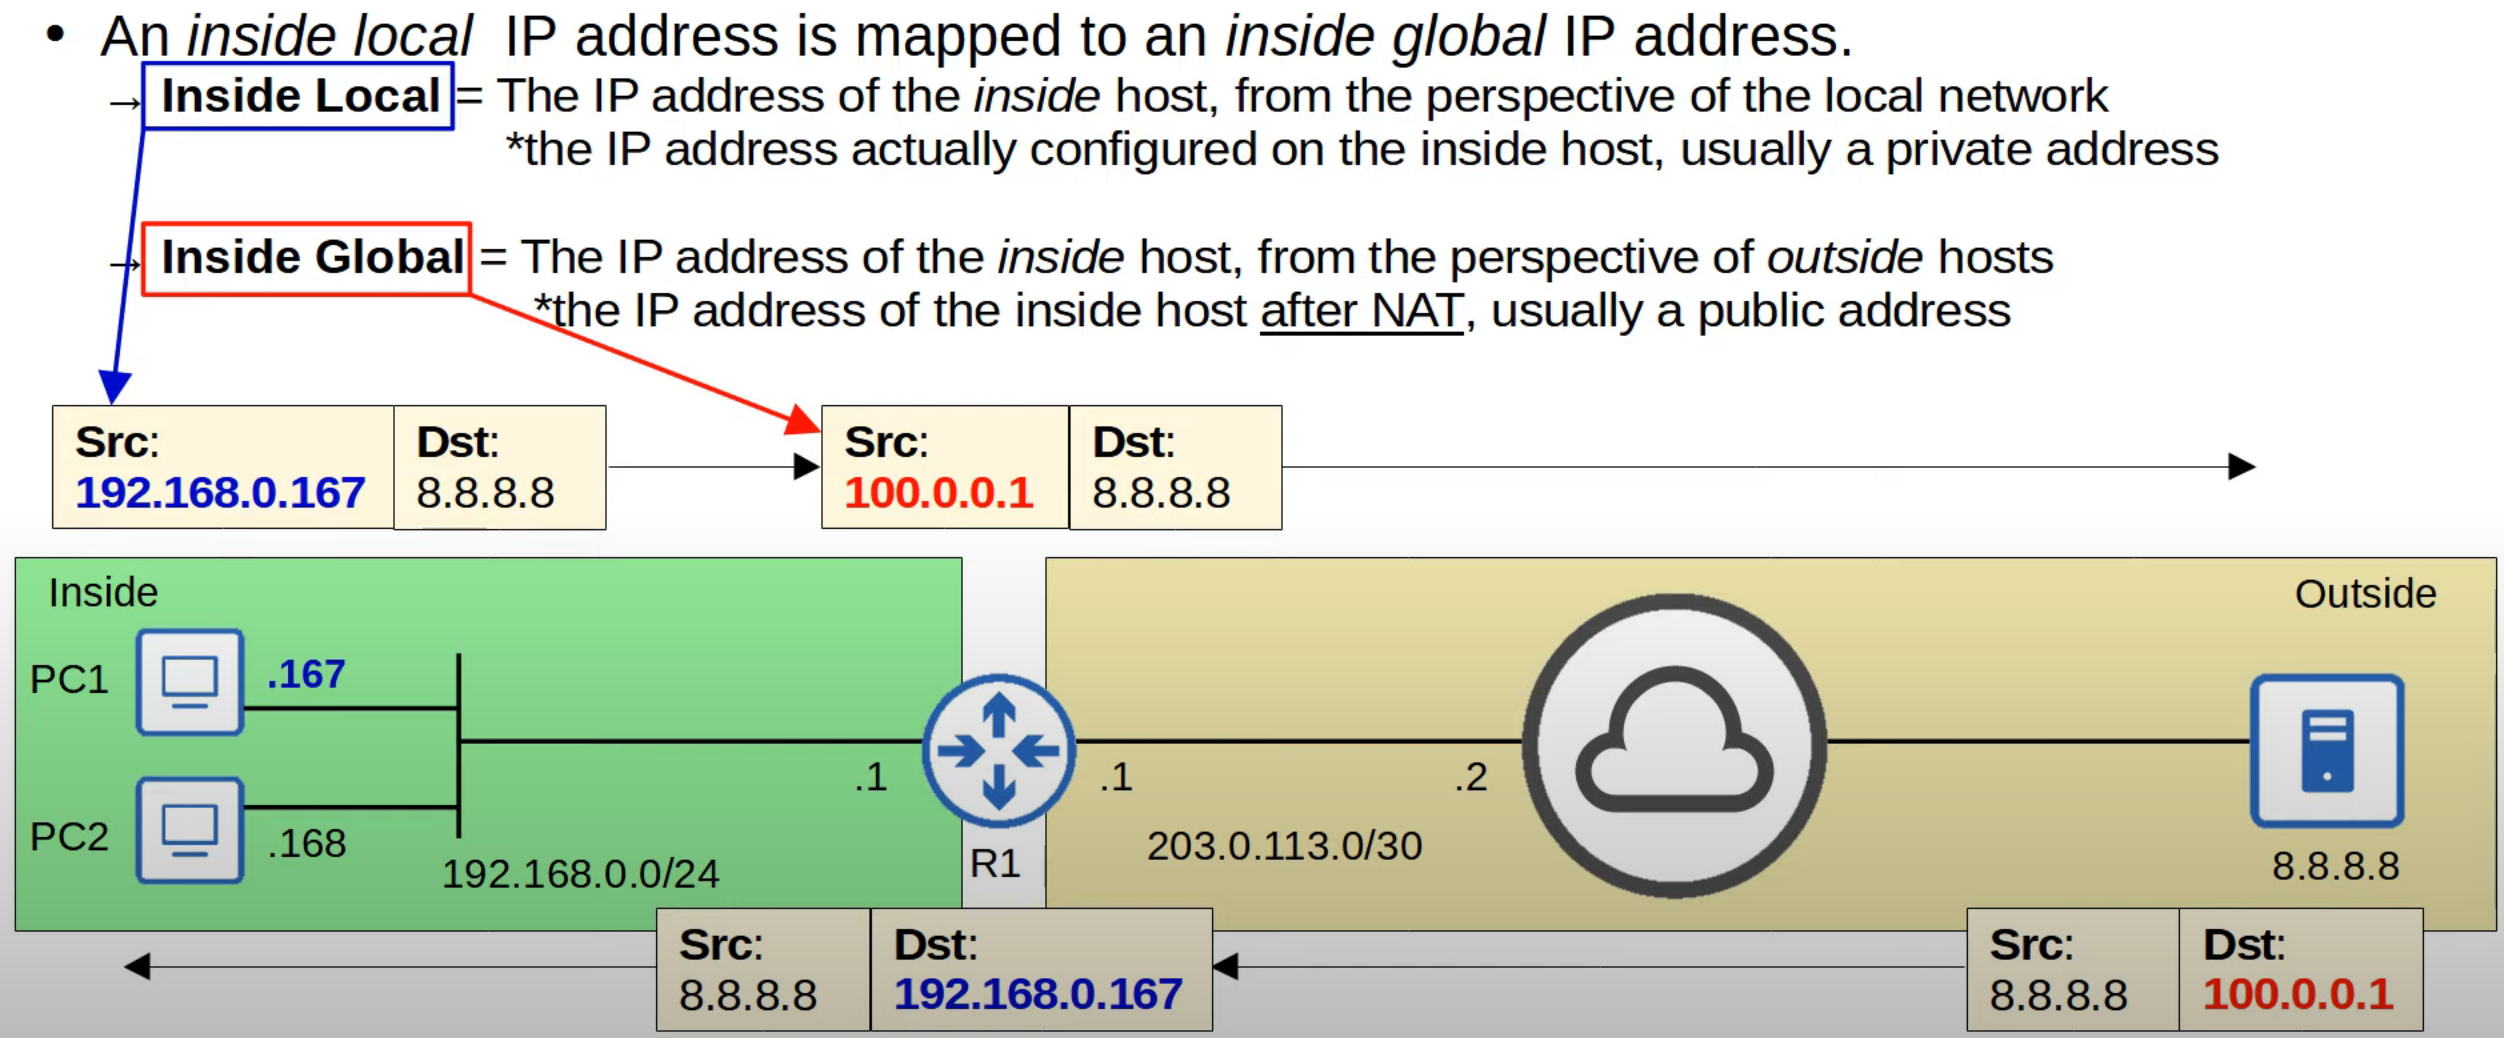 • An inside local IP address is mapped to an inside global IP address.
→ Inside Local = The IP address of the inside host, from the perspective of the local network
*the IP address actually configured on the inside host, usually a private address
→ Inside Global = The IP address of the inside host, from the perspective of outside hosts
*the IP address of the inside host after NAT, usually a public address
Src: Dst: Src: Dst:
192.168.0.167 8.8.8.8 100.0.0.1 8.8.8.8
Inside Outside
PC1 .167
.1 .1 .2
PC2 .168
192.168.0.0/24 R1 203.0.113.0/30 8.8.8.8
Src: Dst: Src: Dst:
8.8.8.8 192.168.0.167 8.8.8.8 100.0.0.1